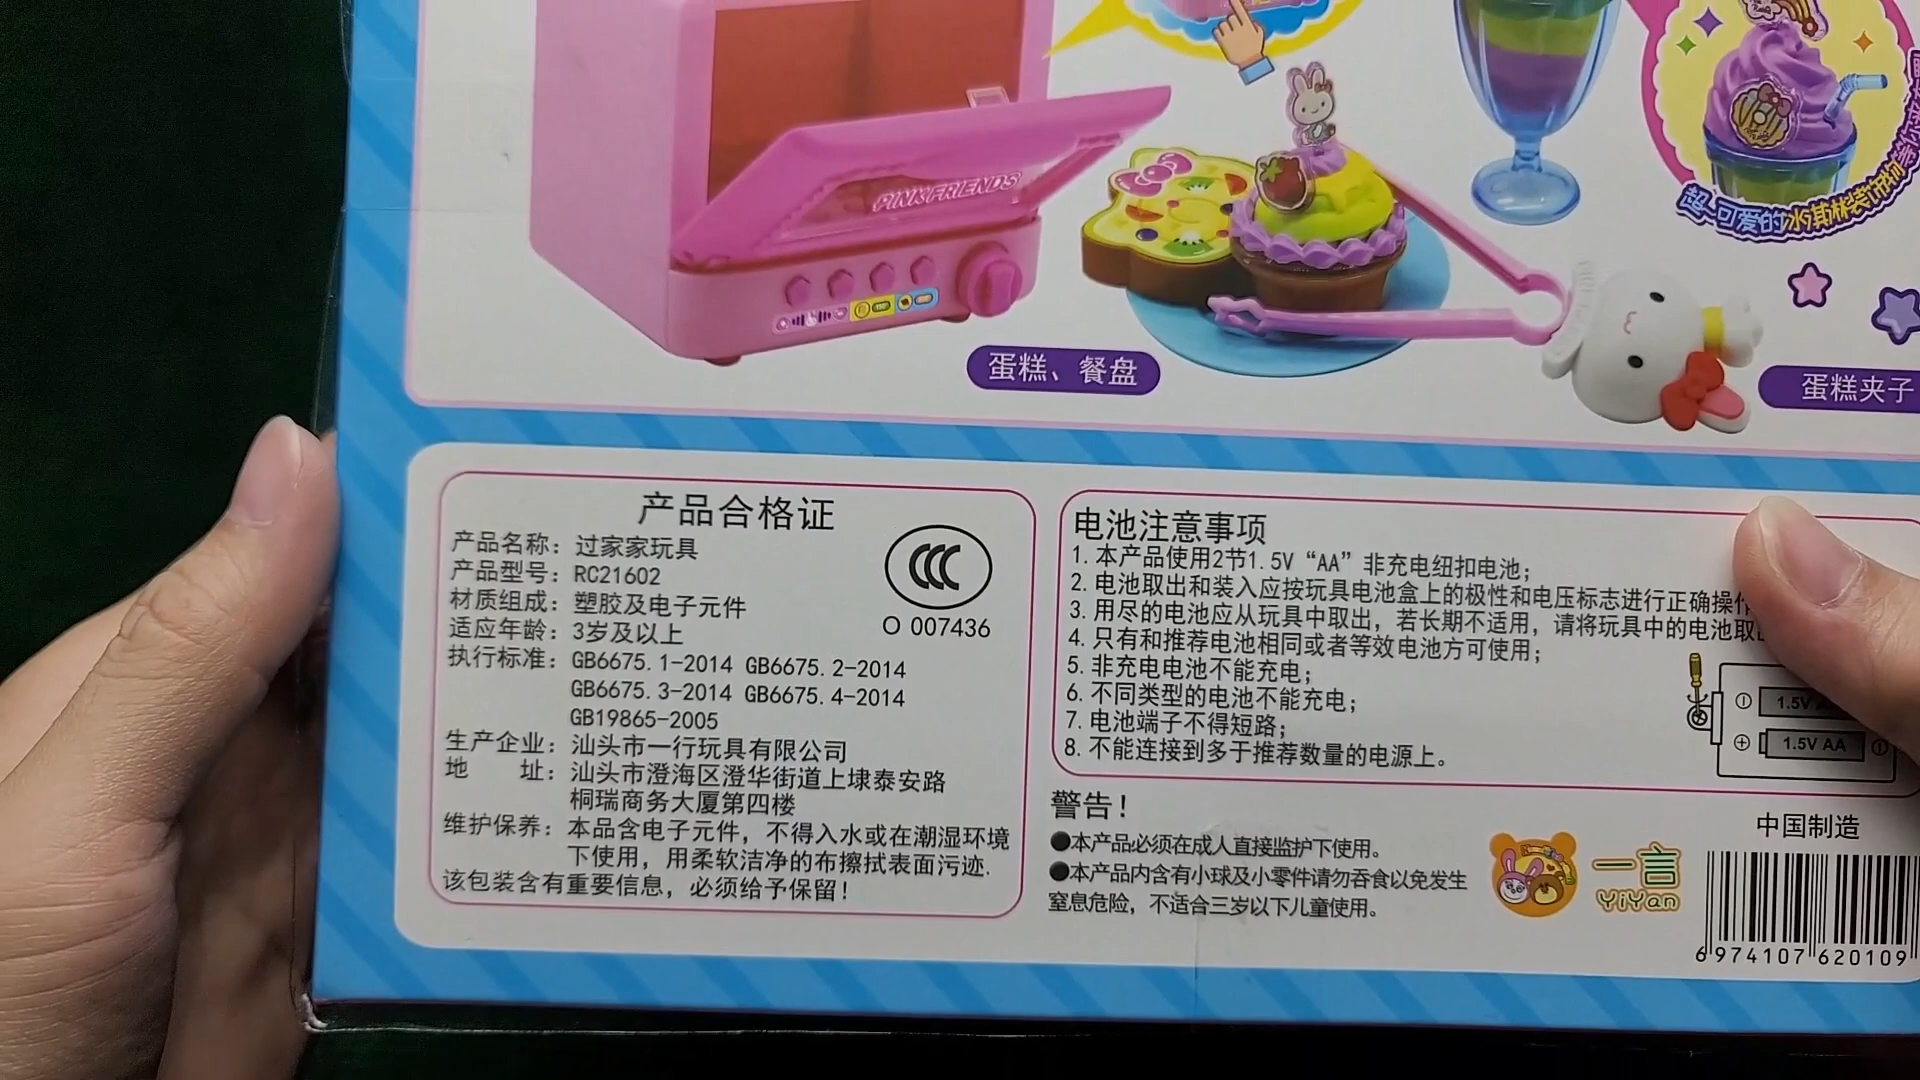 PINK FRIENDS
超可爱的冰淇淋装饰物
蛋糕、餐盘
蛋糕夹子
产品合格证
产品名称：过家家玩具
产品型号：RC21602
材质组成：塑胶及电子元件
适应年龄：3岁及以上
执行标准：GB6675.1-2014 GB6675.2-2014
GB6675.3-2014 GB6675.4-2014
GB19865-2005
生产企业：汕头市一行玩具有限公司
地　　址：汕头市澄海区澄华街道上埭泰安路
桐瑞商务大厦第四楼
维护保养：本品含电子元件，不得入水或在潮湿环境
下使用，用柔软洁净的布擦拭表面污迹.
该包装含有重要信息，必须给予保留！
CCC
O 007436
电池注意事项
1. 本产品使用2节1.5V“AA”非充电纽扣电池；
2. 电池取出和装入应按玩具电池盒上的极性和电压标志进行正确操作
3. 用尽的电池应从玩具中取出，若长期不适用，请将玩具中的电池取
4. 只有和推荐电池相同或者等效电池方可使用；
5. 非充电电池不能充电；
6. 不同类型的电池不能充电；
7. 电池端子不得短路；
8. 不能连接到多于推荐数量的电源上。
1.5V
1.5V AA
警告！
●本产品必须在成人直接监护下使用。
●本产品内含有小球及小零件请勿吞食以免发生
窒息危险，不适合三岁以下儿童使用。
一言
YiYan
中国制造
6974107620109